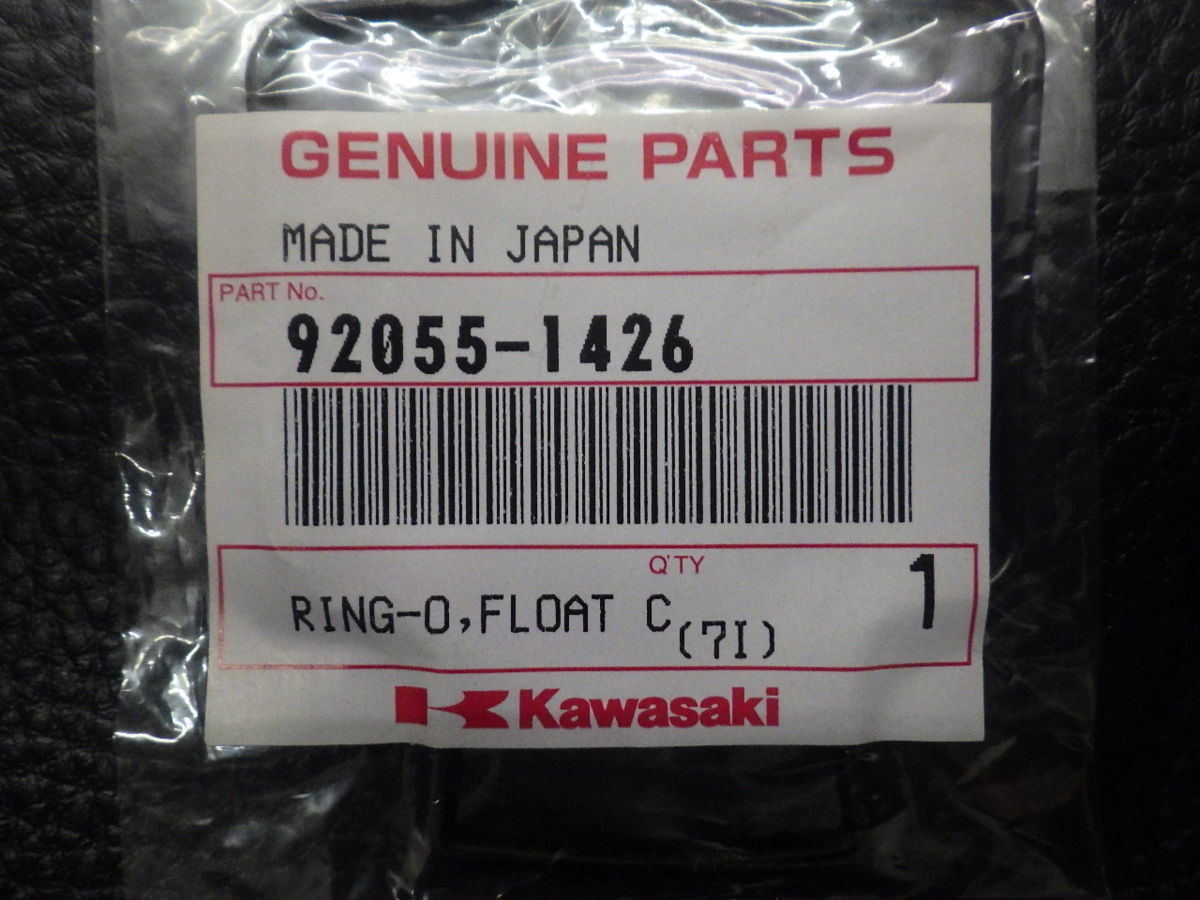 GENUINE PARTS
MADE IN JAPAN
PART No.
92055-1426
Q'TY
RING-O,FLOAT C(7I)
1
Kawasaki